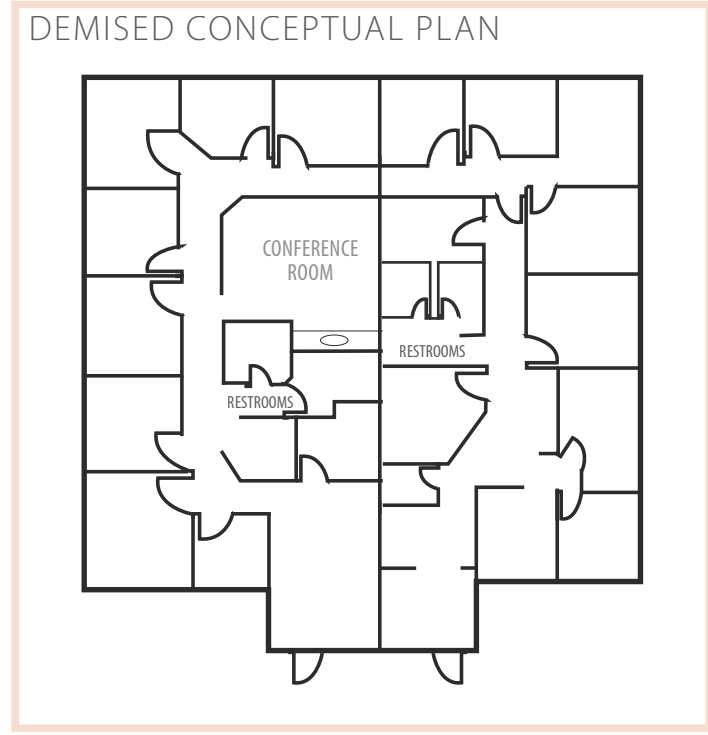 DEMISED CONCEPTUAL PLAN
CONFERENCE
ROOM
RESTROOMS
RESTROOMS